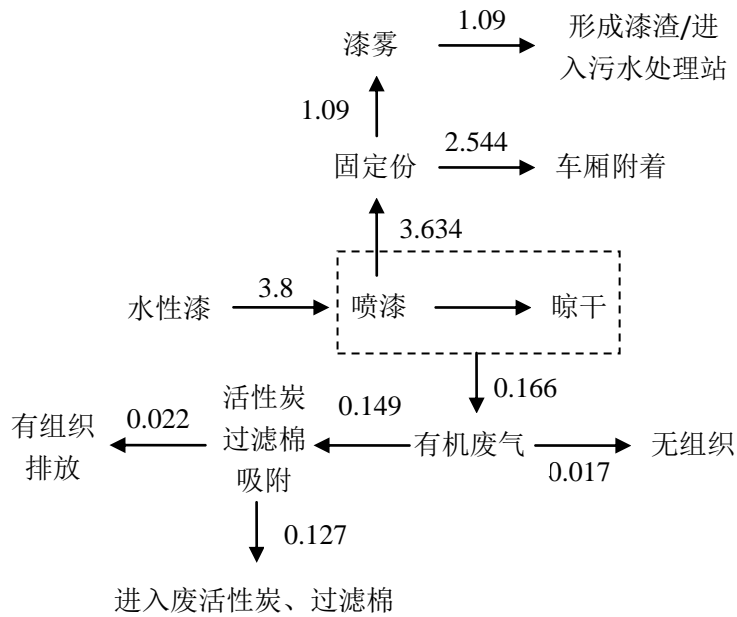 1.09
漆雾
形成漆渣/进
入污水处理站
1.09
2.544
固定份
车厢附着
3.634
水性漆
3.8
喷漆
晾干
0.166
有组织
排放
0.022
活性炭
过滤棉
吸附
0.149
有机废气
0.017
无组织
0.127
进入废活性炭、过滤棉